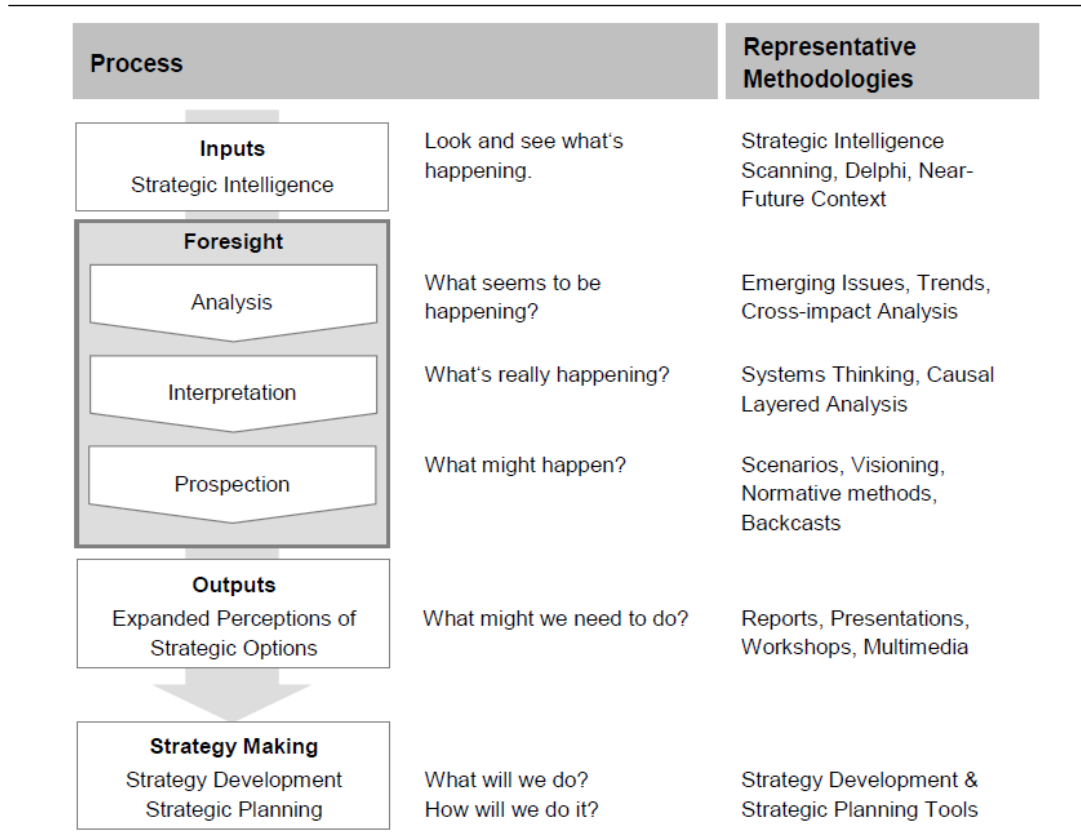 Process
Representative
Methodologies
Inputs
Strategic Intelligence
Look and see what‘s
happening.
Strategic Intelligence
Scanning, Delphi, Near-
Future Context
Foresight
Analysis
What seems to be
happening?
Emerging Issues, Trends,
Cross-impact Analysis
Interpretation
What‘s really happening?
Systems Thinking, Causal
Layered Analysis
Prospection
What might happen?
Scenarios, Visioning,
Normative methods,
Backcasts
Outputs
Expanded Perceptions of
Strategic Options
What might we need to do?
Reports, Presentations,
Workshops, Multimedia
Strategy Making
Strategy Development
Strategic Planning
What will we do?
How will we do it?
Strategy Development &
Strategic Planning Tools